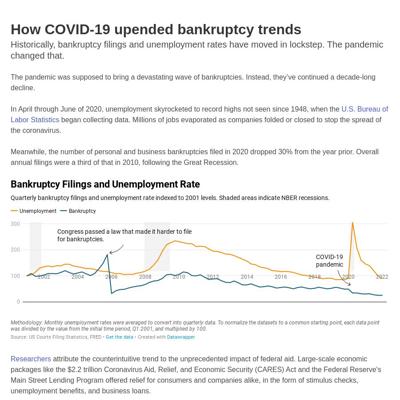 How COVID-19 upended bankruptcy trends
Historically, bankruptcy filings and unemployment rates have moved in lockstep. The pandemic
changed that.
The pandemic was supposed to bring a devastating wave of bankruptcies. Instead, they've continued a decade-long
decline.
In April through June of 2020, unemployment skyrocketed to record highs not seen since 1948, when the U.S. Bureau of
Labor Statistics began collecting data. Millions of jobs evaporated as companies folded or closed to stop the spread of
the coronavirus.
Meanwhile, the number of personal and business bankruptcies filed in 2020 dropped 30% from the year prior. Overall
annual filings were a third of that in 2010, following the Great Recession.
Bankruptcy Filings and Unemployment Rate
Quarterly bankruptcy filings and unemployment rate indexed to 2001 levels. Shaded areas indicate NBER recessions.
Unemployment Bankruptcy
300
Congress passed a law that made it harder to file
for bankruptcies.
200
COVID-19
pandemic
100
2002 2004 2006 2008 2010 2012 2014 2016 2018 2020 2022
0
Methodology: Monthly unemployment rates were averaged to convert into quarterly data. To normalize the datasets to a common starting point, each data point
was divided by the value from the initial time period, Q1 2001, and multiplied by 100.
Source: US Courts Filing Statistics, FRED • Get the data • Created with Datawrapper
Researchers attribute the counterintuitive trend to the unprecedented impact of federal aid. Large-scale economic
packages like the $2.2 trillion Coronavirus Aid, Relief, and Economic Security (CARES) Act and the Federal Reserve's
Main Street Lending Program offered relief for consumers and companies alike, in the form of stimulus checks,
unemployment benefits, and business loans.